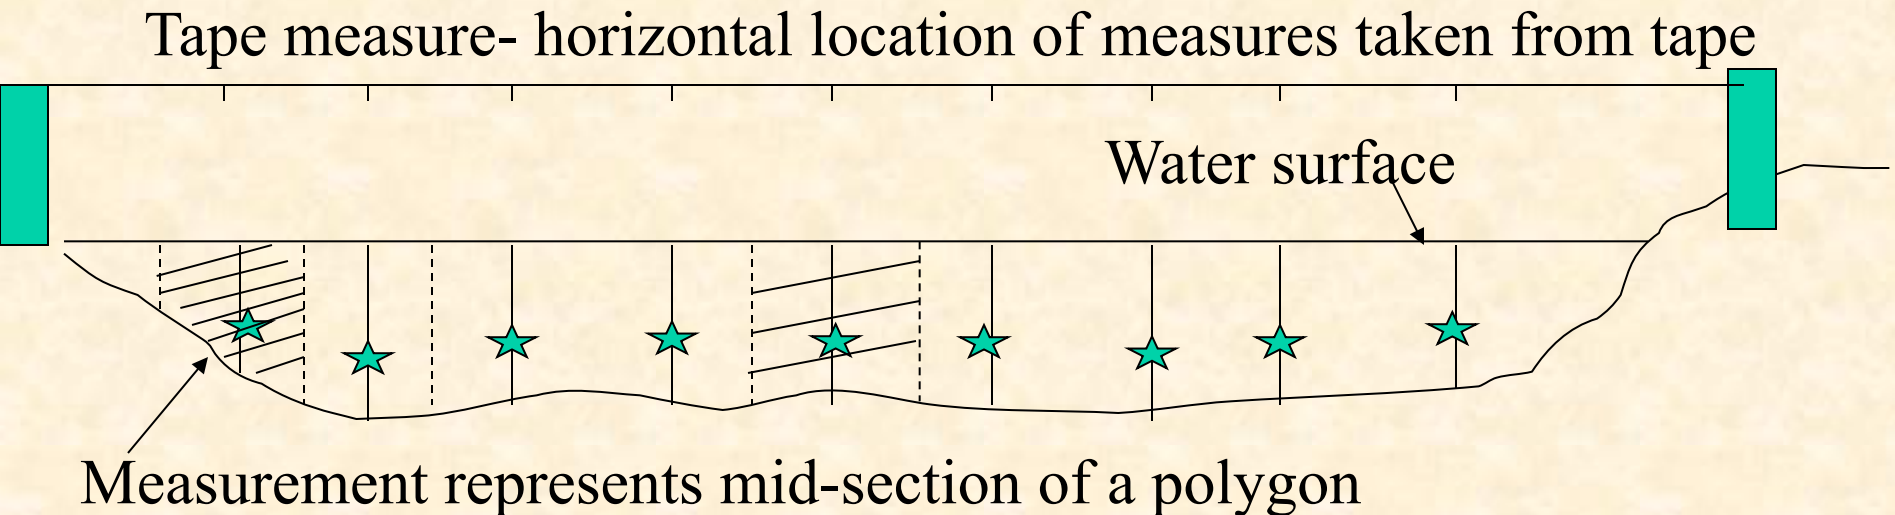 Tape measure- horizontal location of measures taken from tape
Water surface
Measurement represents mid-section of a polygon